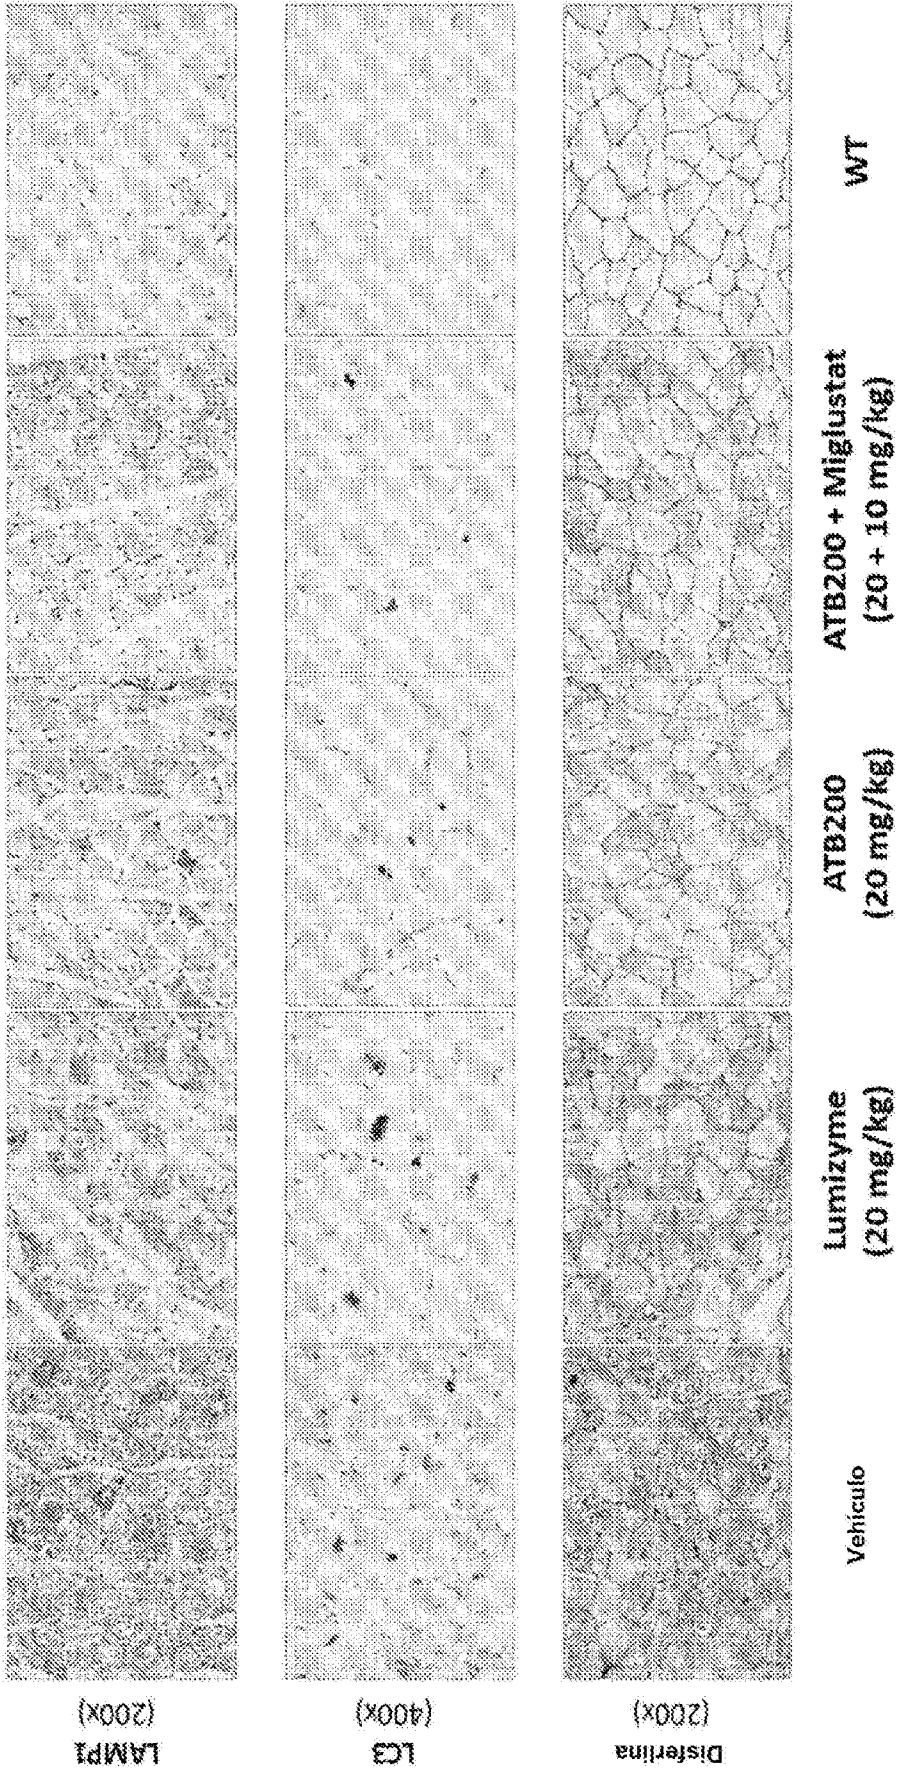 LAMP1
(200x)
LC3
(400x)
Disferlina
(200x)
Vehículo
Lumizyme
(20 mg/kg)
ATB200
(20 mg/kg)
ATB200 + Miglustat
(20 + 10 mg/kg)
WT